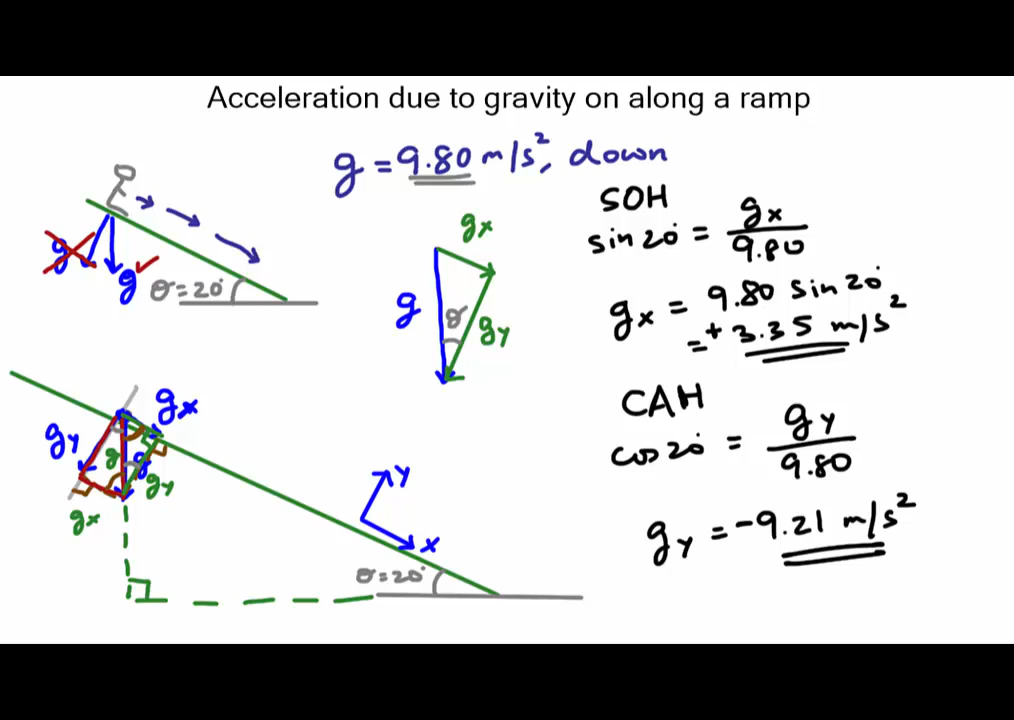 Acceleration due to gravity on along a ramp
g = 9.80 m/s², down
g
g
θ = 20°
gx
g
θ
gy
SOH
sin 20° = gx / 9.80
gx = 9.80 sin 20°
= + 3.35 m/s²
CAH
cos 20° = gy / 9.80
gy = -9.21 m/s²
gx
gy
g
g
gy
gx
Y
X
θ = 20°